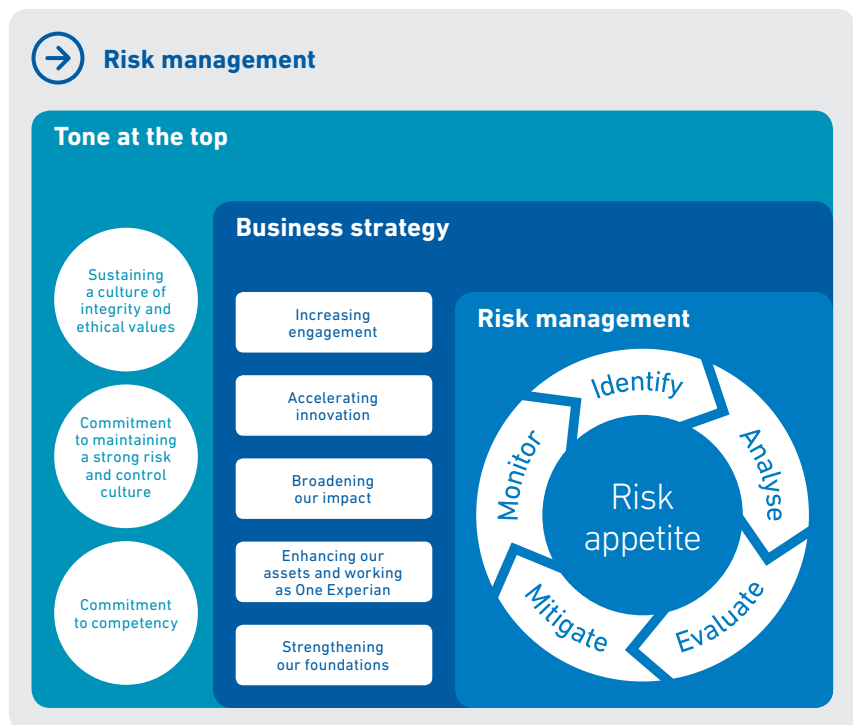 Risk management
Tone at the top
Sustaining
a culture of
integrity and
ethical values
Commitment
to maintaining
a strong risk
and control
culture
Commitment
to competency
Business strategy
Increasing
engagement
Accelerating
innovation
Broadening
our impact
Enhancing our
assets and working
as One Experian
Strengthening
our foundations
Risk management
Identify
Analyse
Evaluate
Mitigate
Monitor
Risk
appetite